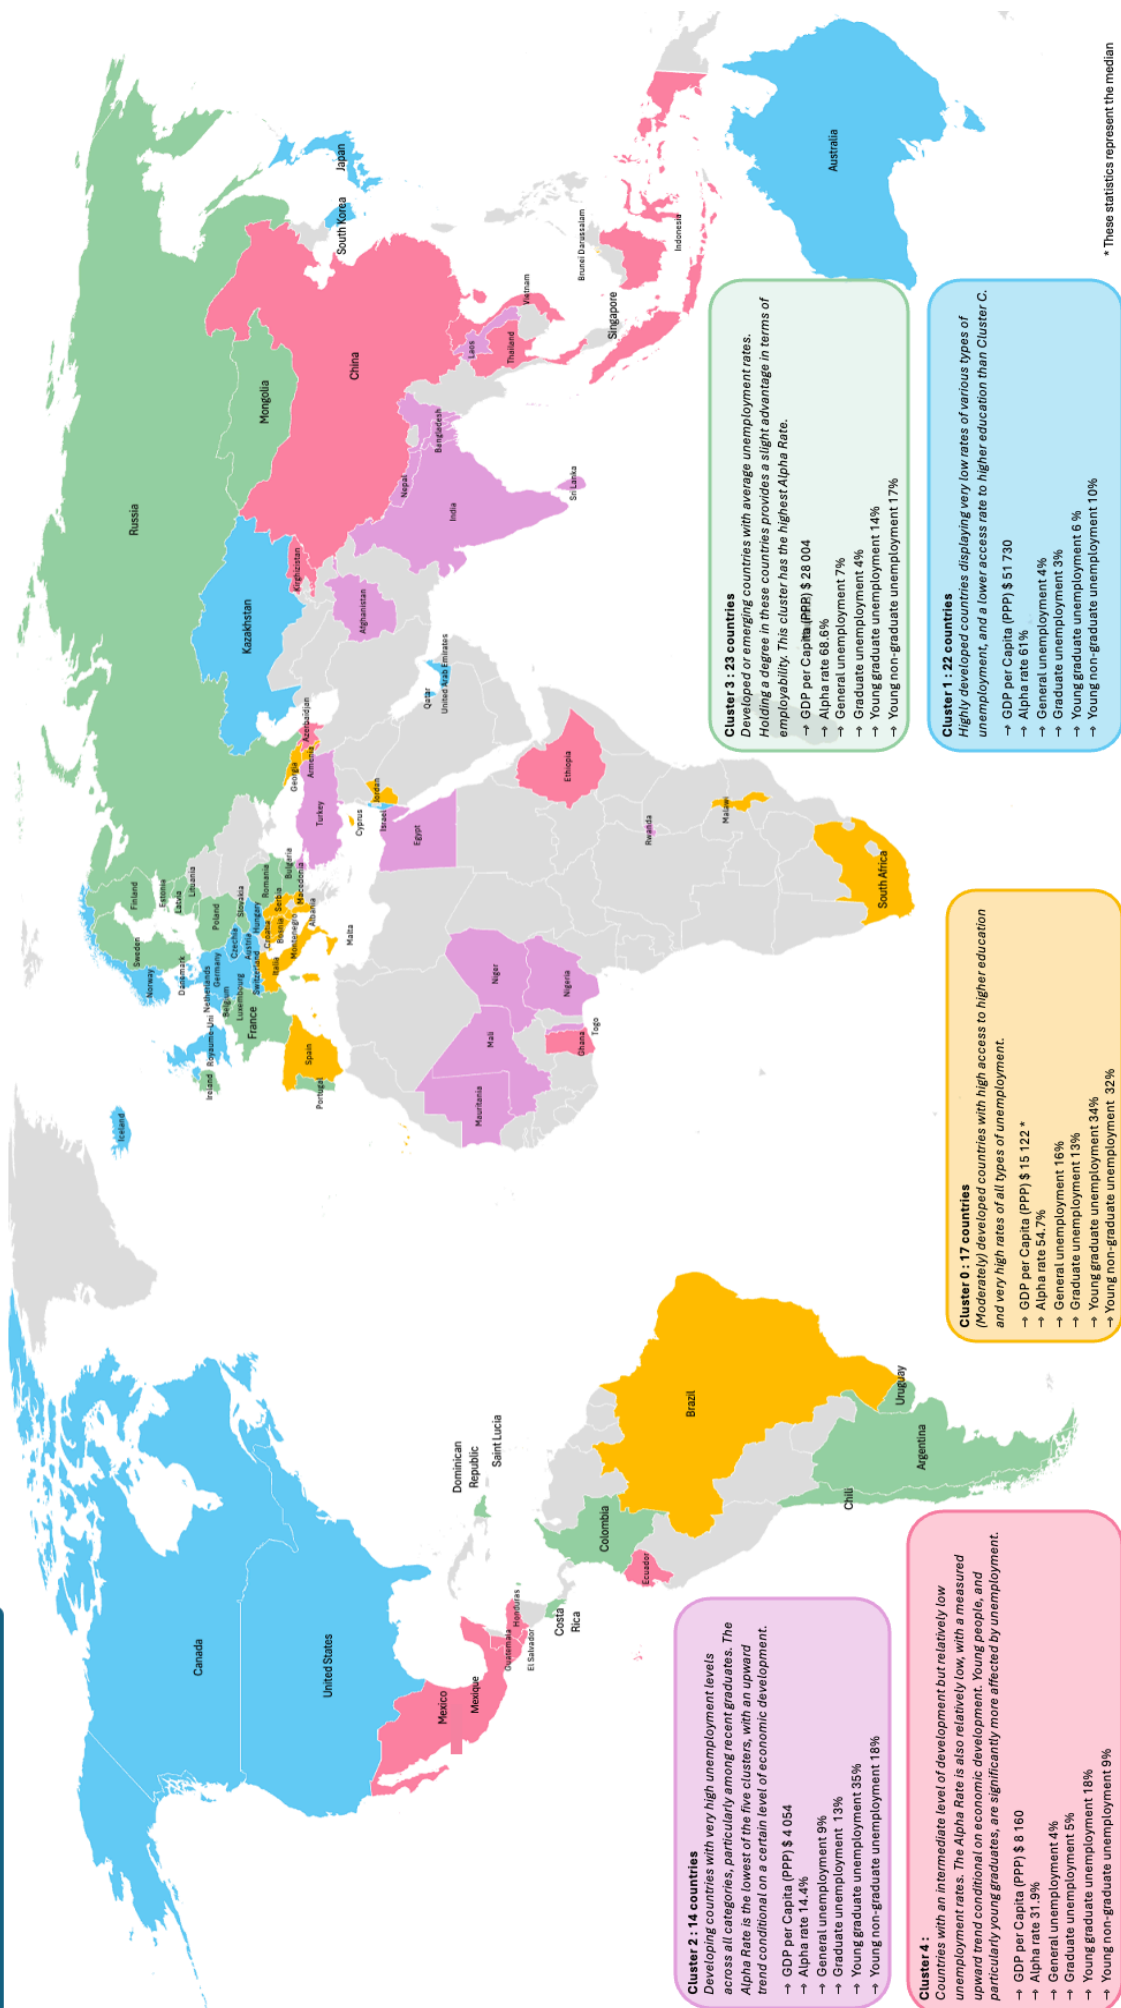 Canada
United States
Mexico
Mexique
Guatemala
Honduras
El Salvador
Costa
Rica
Dominican
Republic
Saint Lucia
Colombia
Ecuador
Brazil
Chili
Argentina
Uruguay
Iceland
Norway
Sweden
Finland
Estonia
Latvia
Lituania
Danemark
Ireland
Royaume-Uni
Netherlands
Belgium
Luxembourg
Germany
Poland
Czechia
Slovakia
Austria
Hungary
Switzerland
France
Spain
Portugal
Italia
Croatia
Bosnia
Serbia
Montenegro
Albania
Macedonia
Romania
Bulgaria
Malta
Cyprus
Turkey
Georgia
Armenia
Azerbaidjan
Israel
Jordan
Egypt
Qatar
United Arab Emirates
Russia
Kazakhstan
Kirghizistan
Mongolia
China
Japan
South Korea
Afghanistan
Nepal
India
Bangladesh
Sri Lanka
Laos
Thailand
Vietnam
Singapore
Brunei Darussalam
Indonesia
Australia
Mauritania
Mali
Niger
Nigeria
Ghana
Togo
Ethiopia
Rwanda
Malawi
South Africa
Cluster 2 : 14 countries
Developing countries with very high unemployment levels
across all categories, particularly among recent graduates. The
Alpha Rate is the lowest of the five clusters, with an upward
trend conditional on a certain level of economic development.
→ GDP per Capita (PPP) $ 4 054
→ Alpha rate 14.4%
→ General unemployment 9%
→ Graduate unemployment 13%
→ Young graduate unemployment 35%
→ Young non-graduate unemployment 18%
Cluster 4 :
Countries with an intermediate level of development but relatively low
unemployment rates. The Alpha Rate is also relatively low, with a measured
upward trend conditional on economic development. Young people, and
particularly young graduates, are significantly more affected by unemployment.
→ GDP per Capita (PPP) $ 8 160
→ Alpha rate 31.9%
→ General unemployment 4%
→ Graduate unemployment 5%
→ Young graduate unemployment 18%
→ Young non-graduate unemployment 9%
Cluster 0 : 17 countries
(Moderately) developed countries with high access to higher education
and very high rates of all types of unemployment.
→ GDP per Capita (PPP) $ 15 122 *
→ Alpha rate 54.7%
→ General unemployment 16%
→ Graduate unemployment 13%
→ Young graduate unemployment 34%
→ Young non-graduate unemployment 32%
Cluster 3 : 23 countries
Developed or emerging countries with average unemployment rates.
Holding a degree in these countries provides a slight advantage in terms of
employability. This cluster has the highest Alpha Rate.
→ GDP per Capita (PPP) $ 28 004
→ Alpha rate 68.6%
→ General unemployment 7%
→ Graduate unemployment 4%
→ Young graduate unemployment 14%
→ Young non-graduate unemployment 17%
Cluster 1 : 22 countries
Highly developed countries displaying very low rates of various types of
unemployment, and a lower access rate to higher education than Cluster C.
→ GDP per Capita (PPP) $ 51 730
→ Alpha rate 61%
→ General unemployment 4%
→ Graduate unemployment 3%
→ Young graduate unemployment 6 %
→ Young non-graduate unemployment 10%
* These statistics represent the median